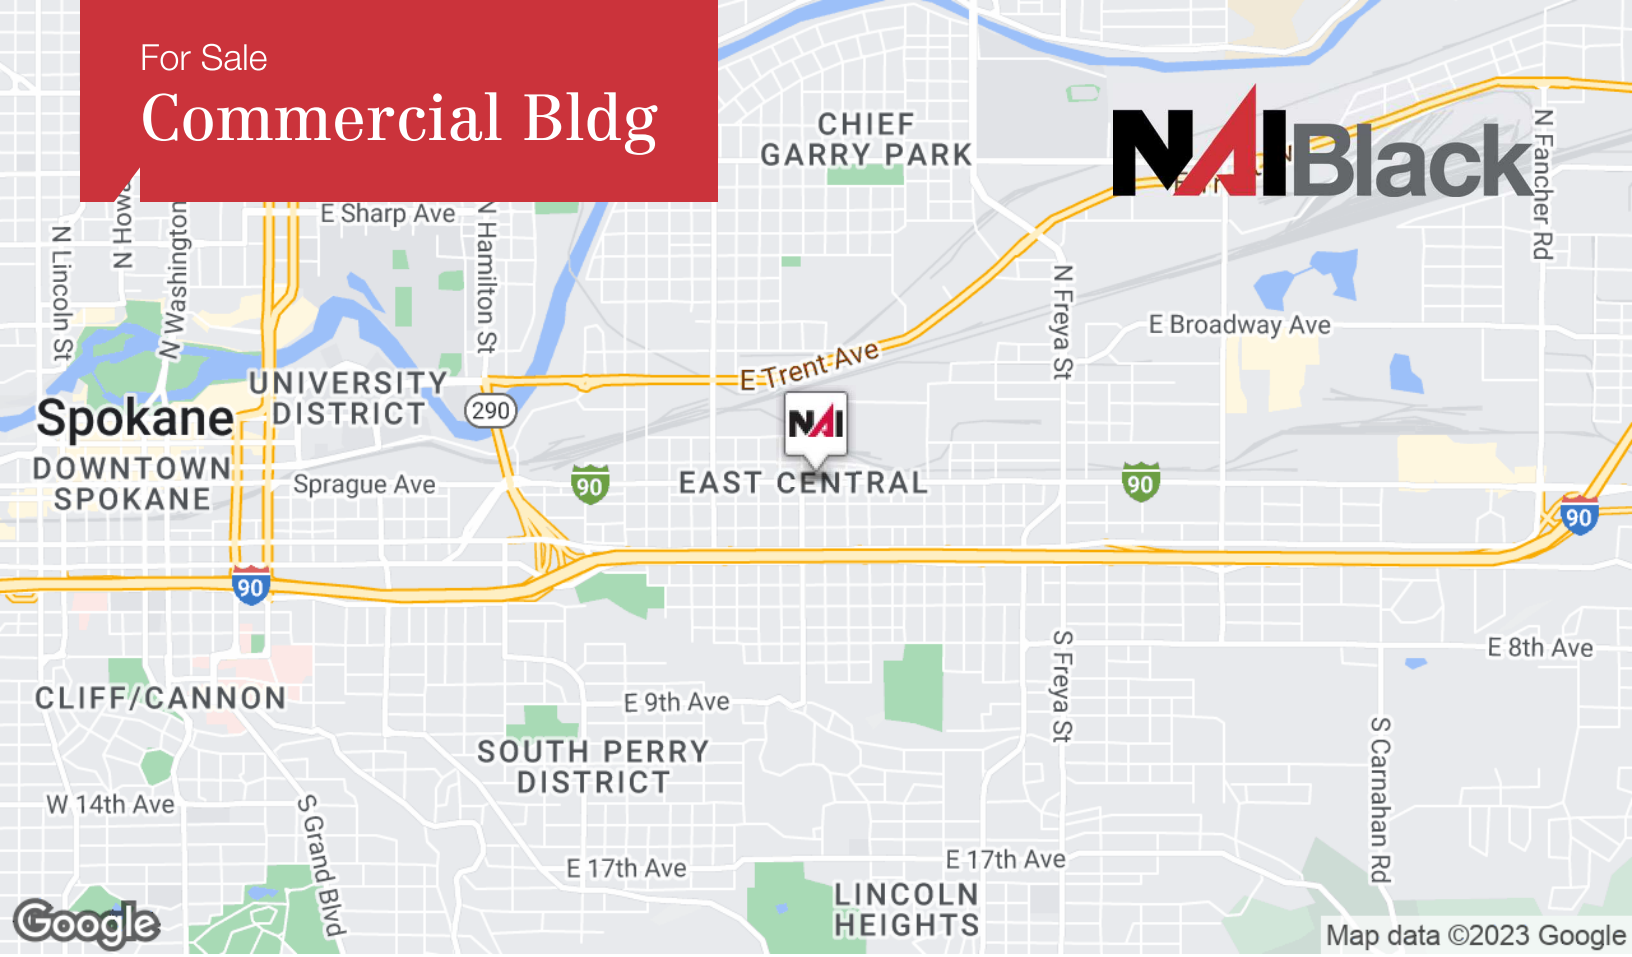 For Sale
Commercial Bldg
NAIBlack
CHIEF
GARRY PARK
N Fancher Rd
E Sharp Ave
N Lincoln St
N Howa
N Washington
N Hamilton St
N Freya St
E Broadway Ave
E Trent Ave
UNIVERSITY
DISTRICT
290
Spokane
NAI
DOWNTOWN
SPOKANE
Sprague Ave
90
EAST CENTRAL
90
90
90
S Freya St
E 8th Ave
CLIFF/CANNON
E 9th Ave
SOUTH PERRY
DISTRICT
S Carnahan Rd
W 14th Ave
S Grand Blvd
E 17th Ave
E 17th Ave
LINCOLN
HEIGHTS
Google
Map data ©2023 Google